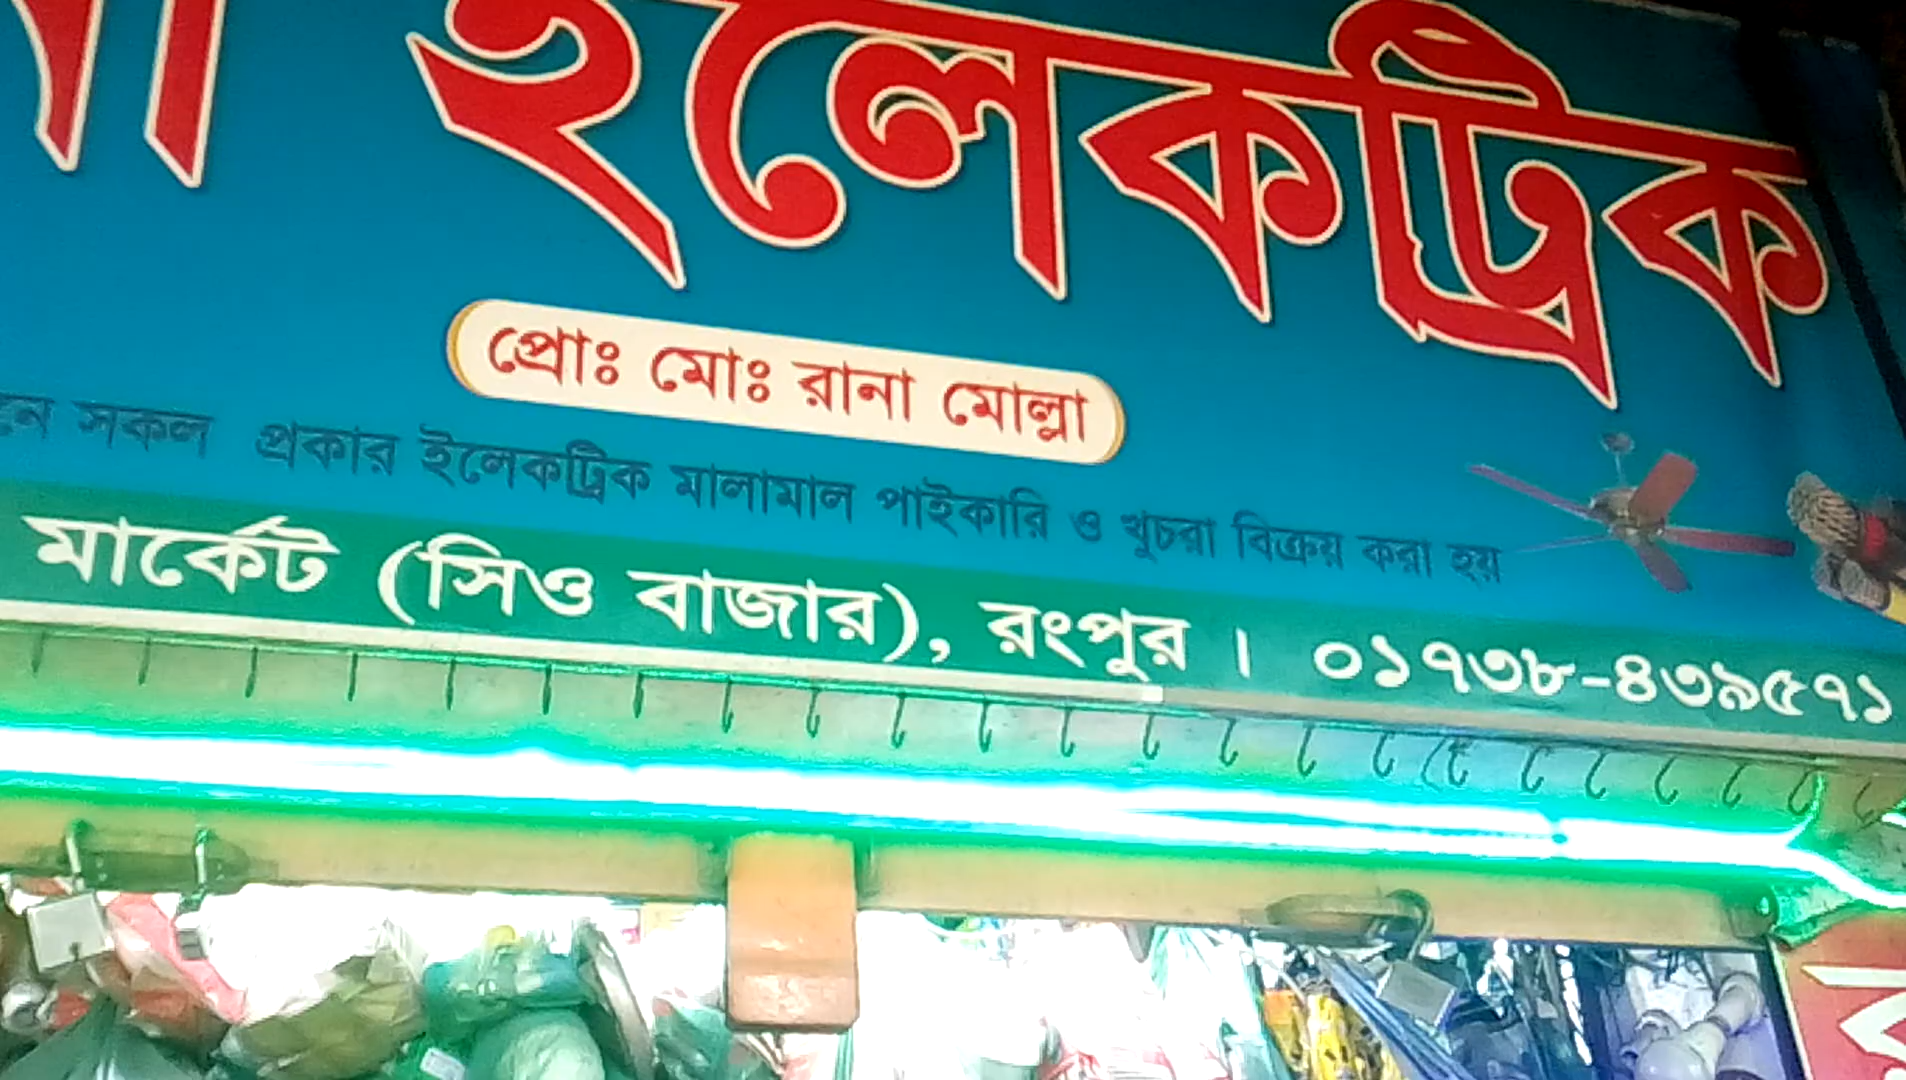 ইলেকট্রিক
প্রোঃ মোঃ রানা মোল্লা
সকল প্রকার ইলেকট্রিক মালামাল পাইকারি ও খুচরা বিক্রয় করা হয়
মার্কেট (সিও বাজার), রংপুর । ০১৭৩৮-৪৩৯৫৭১